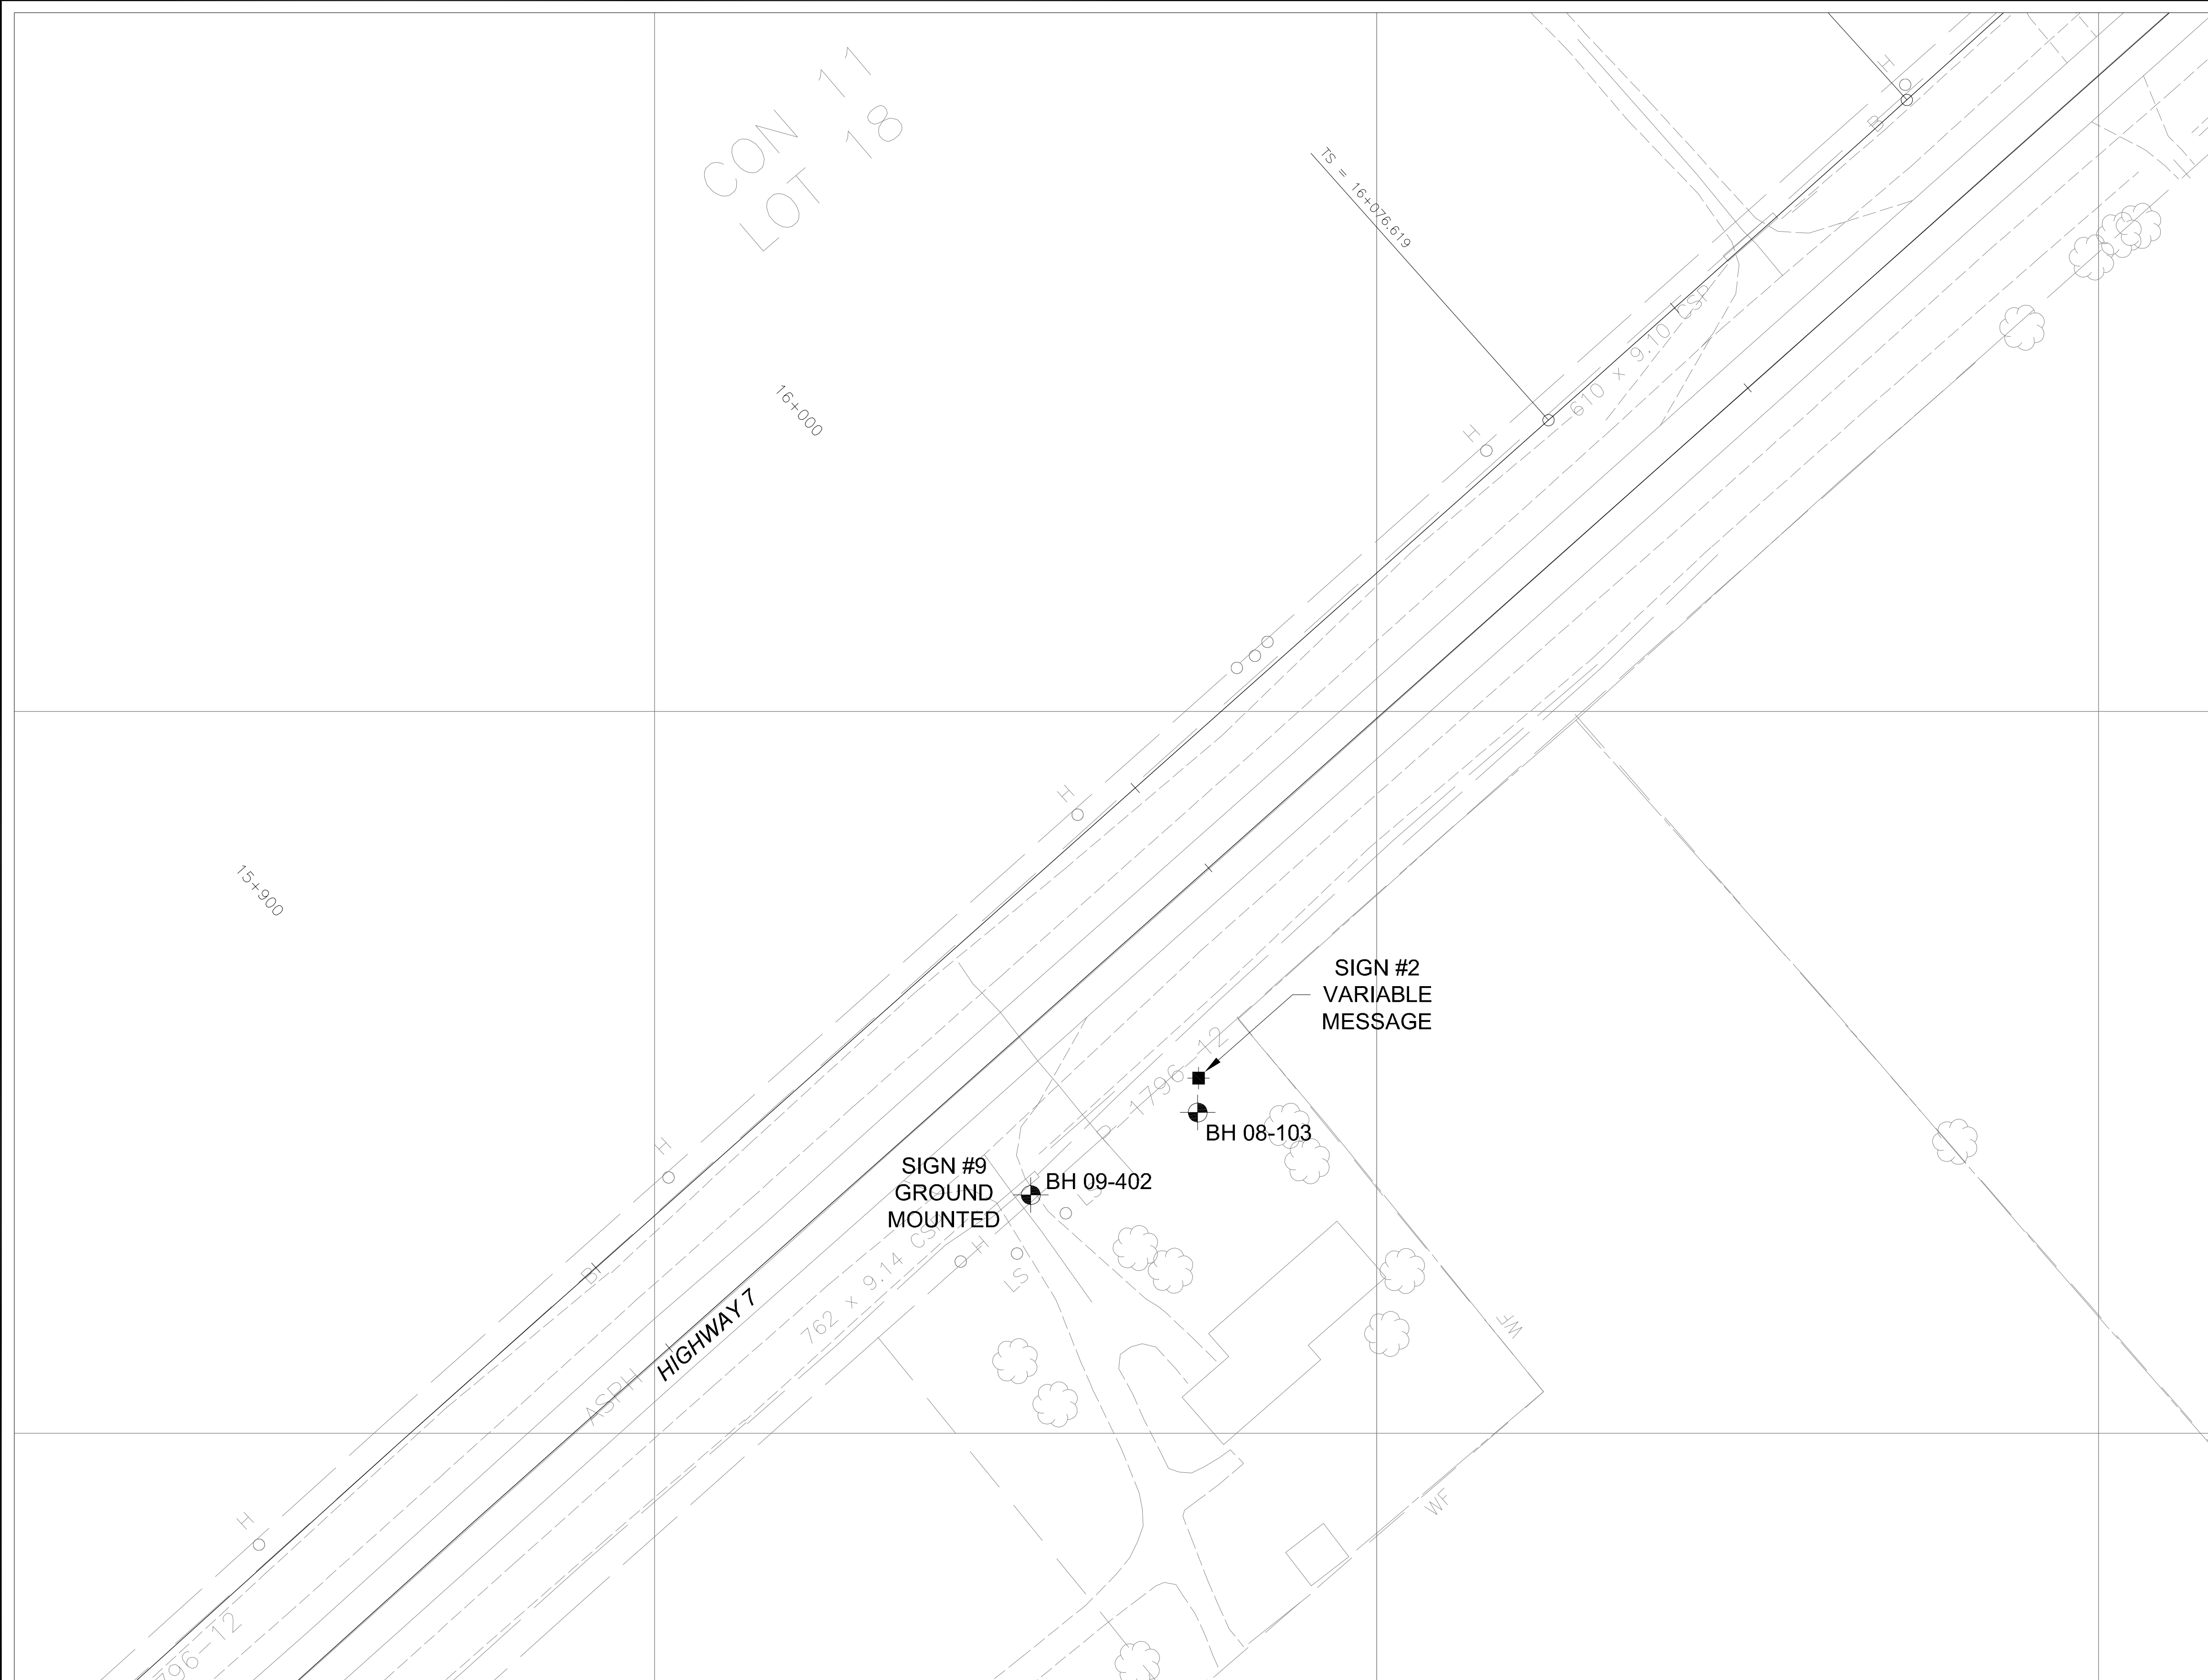 CON 11
LOT 18
H
B
TS = 16+076.619
610 x 9.10 CSP
16+000
H
H
15+900
SIGN #2
VARIABLE
MESSAGE
P 1796 12
BH 08-103
H
SIGN #9
GROUND
MOUNTED
BH 09-402
LS
762 x 9.14 CSP
H
LS
HIGHWAY 7
ASPH
WF
WF
H
796-12